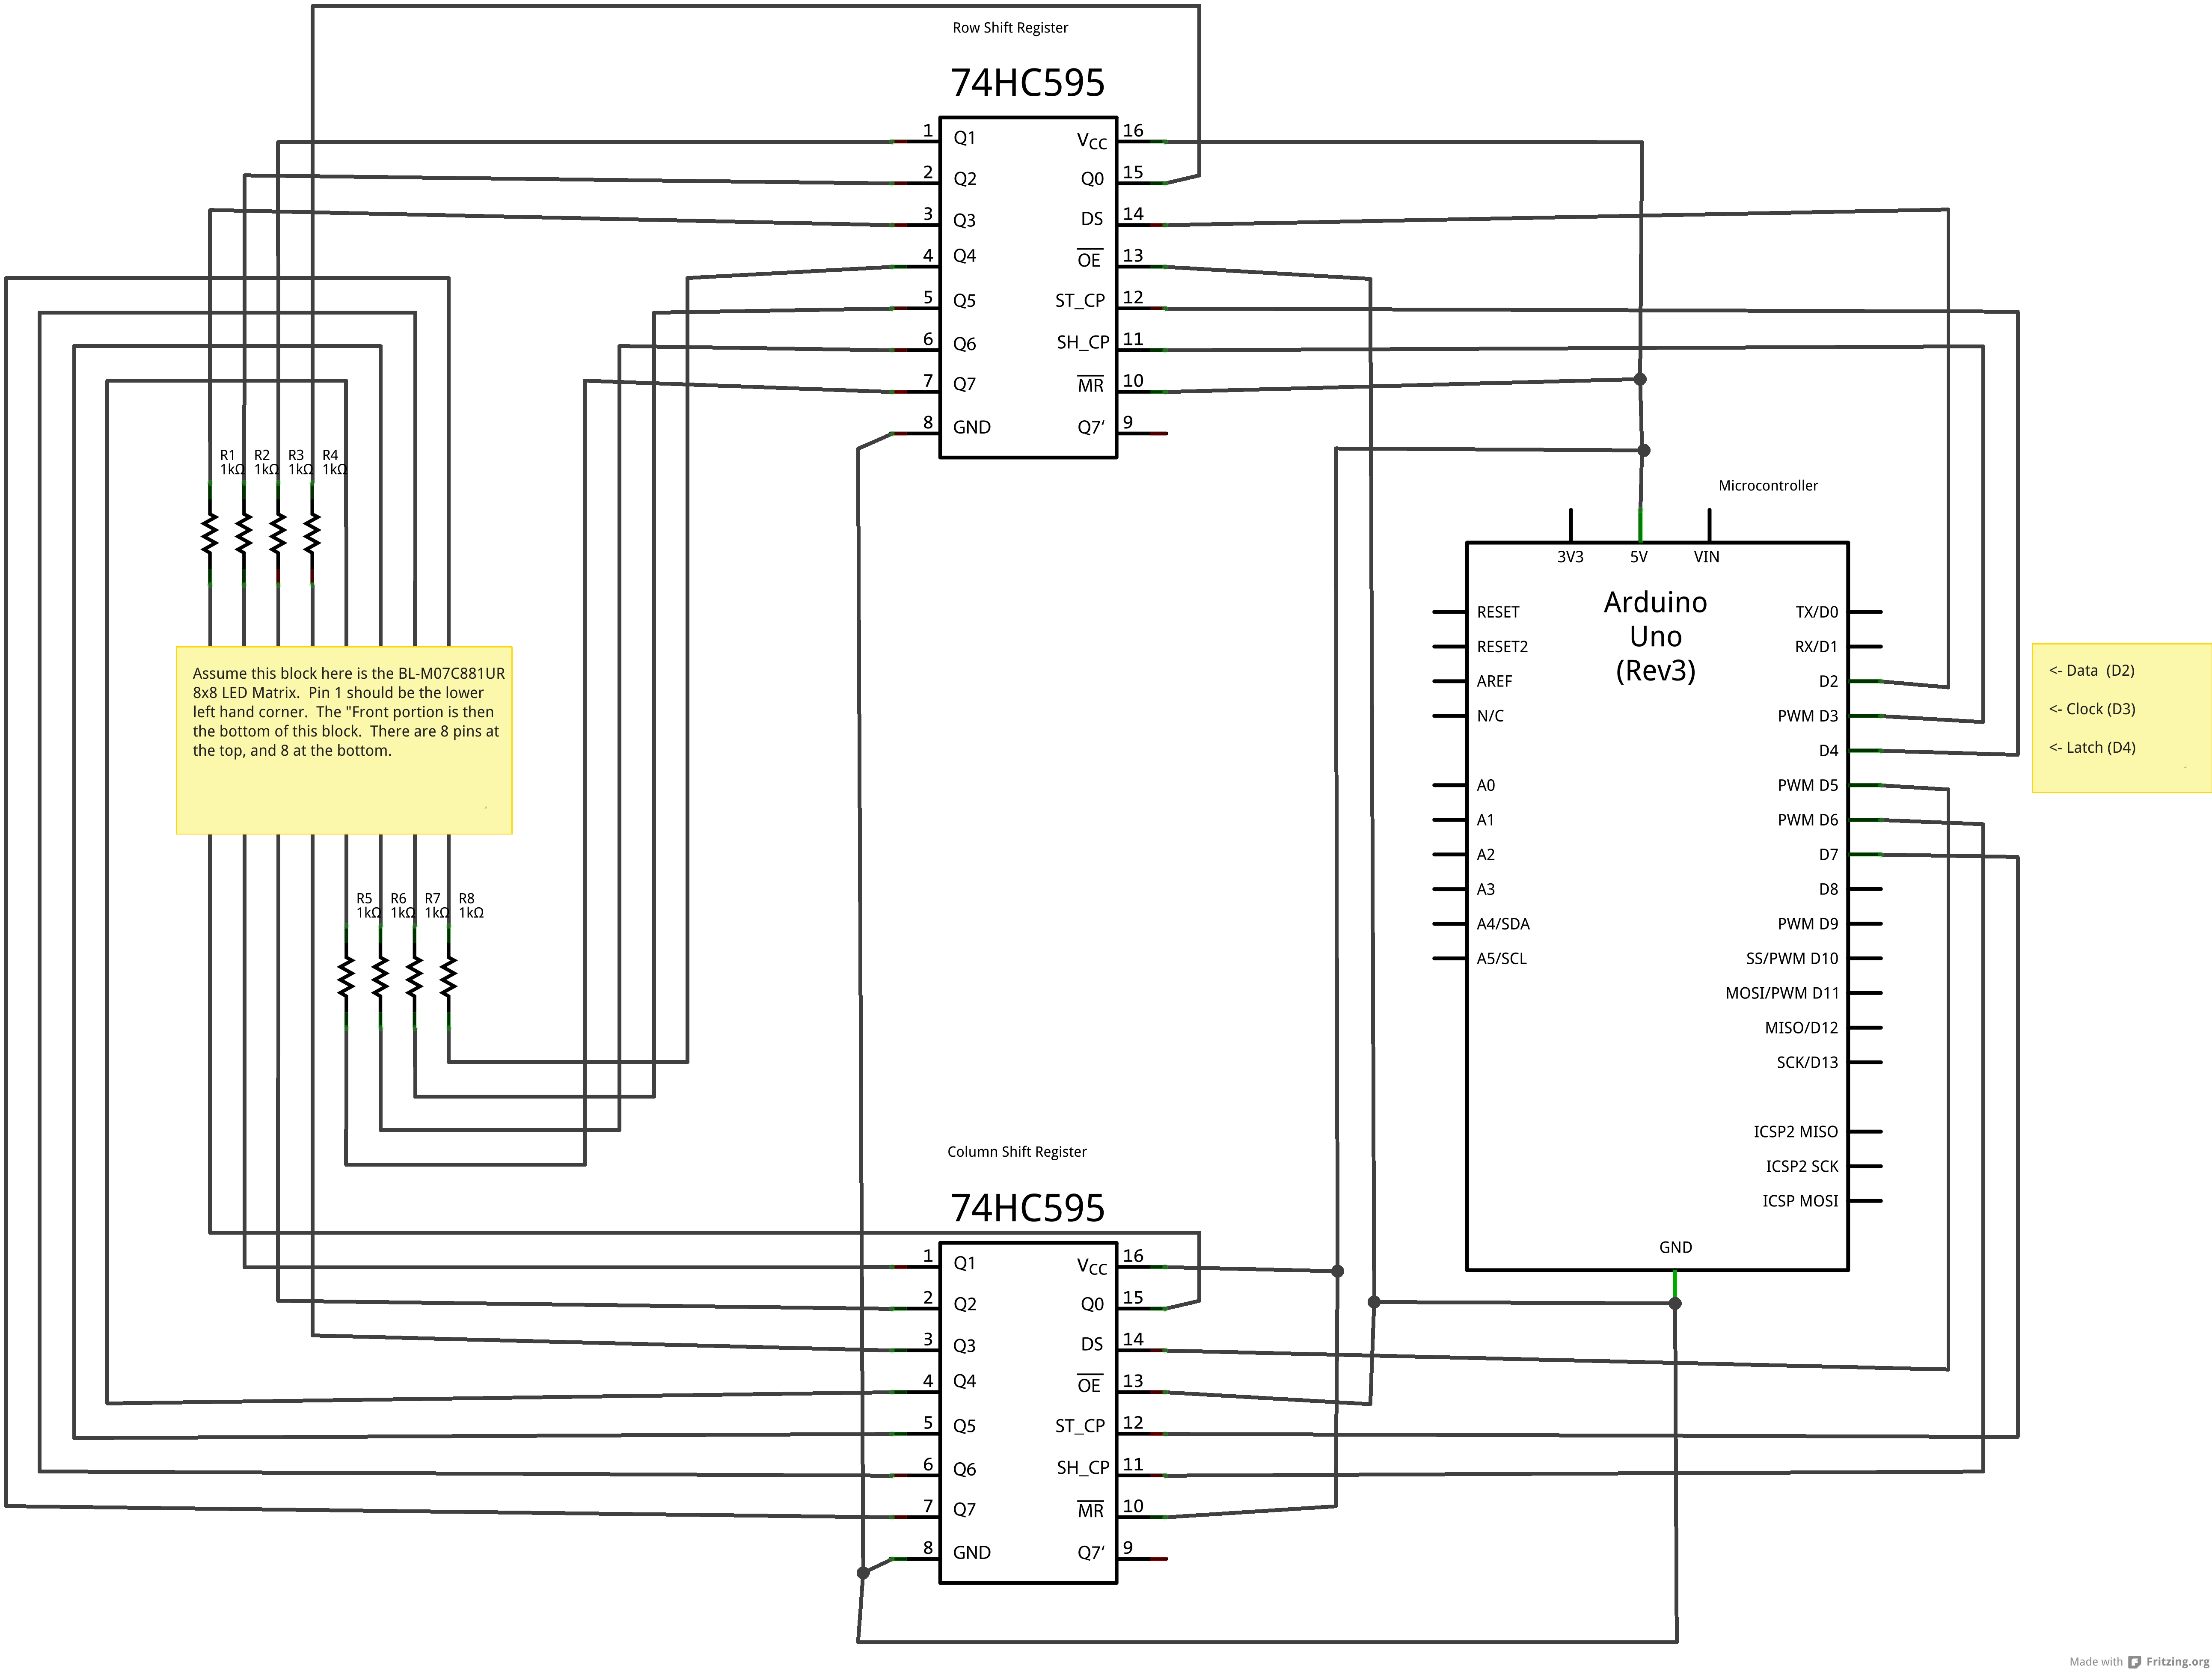 Row Shift Register
74HC595
1 Q1 VCC 16
2 Q2 Q0 15
3 Q3 DS 14
4 Q4 OE 13
5 Q5 ST_CP 12
6 Q6 SH_CP 11
7 Q7 MR 10
8 GND Q7‘ 9
R1 R2 R3 R4
1kΩ 1kΩ 1kΩ 1kΩ
Assume this block here is the BL-M07C881UR
8x8 LED Matrix. Pin 1 should be the lower
left hand corner. The "Front portion is then
the bottom of this block. There are 8 pins at
the top, and 8 at the bottom.
R5 R6 R7 R8
1kΩ 1kΩ 1kΩ 1kΩ
Microcontroller
3V3 5V VIN
Arduino
Uno
(Rev3)
RESET TX/D0
RESET2 RX/D1
AREF D2
N/C PWM D3
D4
A0 PWM D5
A1 PWM D6
A2 D7
A3 D8
A4/SDA PWM D9
A5/SCL SS/PWM D10
MOSI/PWM D11
MISO/D12
SCK/D13
ICSP2 MISO
ICSP2 SCK
ICSP MOSI
GND
<- Data (D2)
<- Clock (D3)
<- Latch (D4)
Column Shift Register
74HC595
1 Q1 VCC 16
2 Q2 Q0 15
3 Q3 DS 14
4 Q4 OE 13
5 Q5 ST_CP 12
6 Q6 SH_CP 11
7 Q7 MR 10
8 GND Q7‘ 9
Made with Fritzing.org